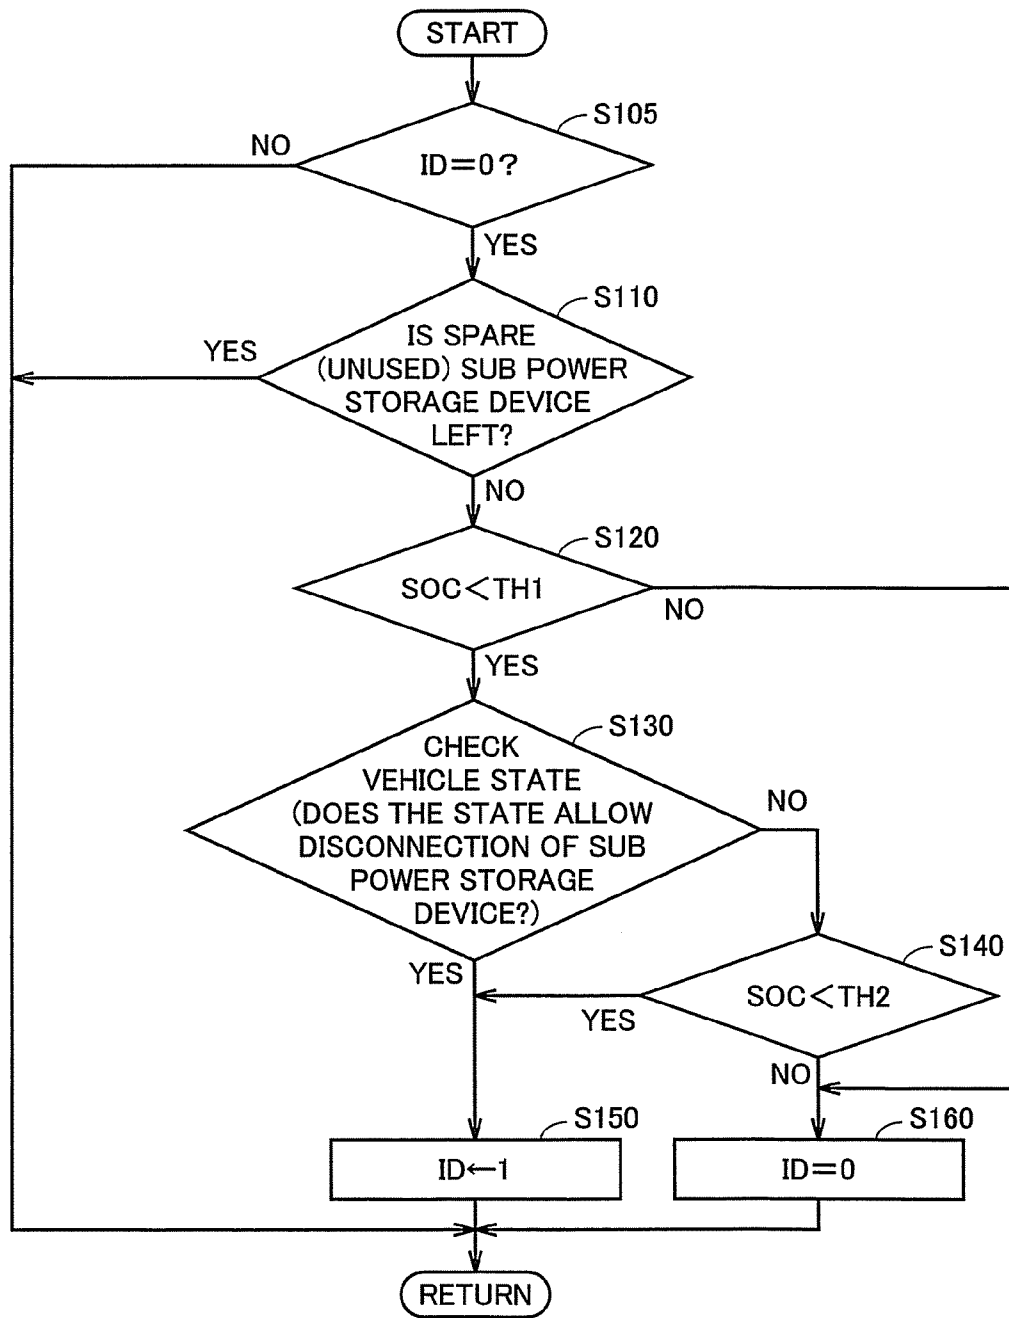 START
S105
NO
ID=0?
YES
S110
YES
IS SPARE
(UNUSED) SUB POWER
STORAGE DEVICE
LEFT?
NO
S120
SOC<TH1
NO
YES
S130
CHECK
VEHICLE STATE
(DOES THE STATE ALLOW
DISCONNECTION OF SUB
POWER STORAGE
DEVICE?)
NO
YES
S140
SOC<TH2
YES
NO
S150
ID←1
S160
ID=0
RETURN